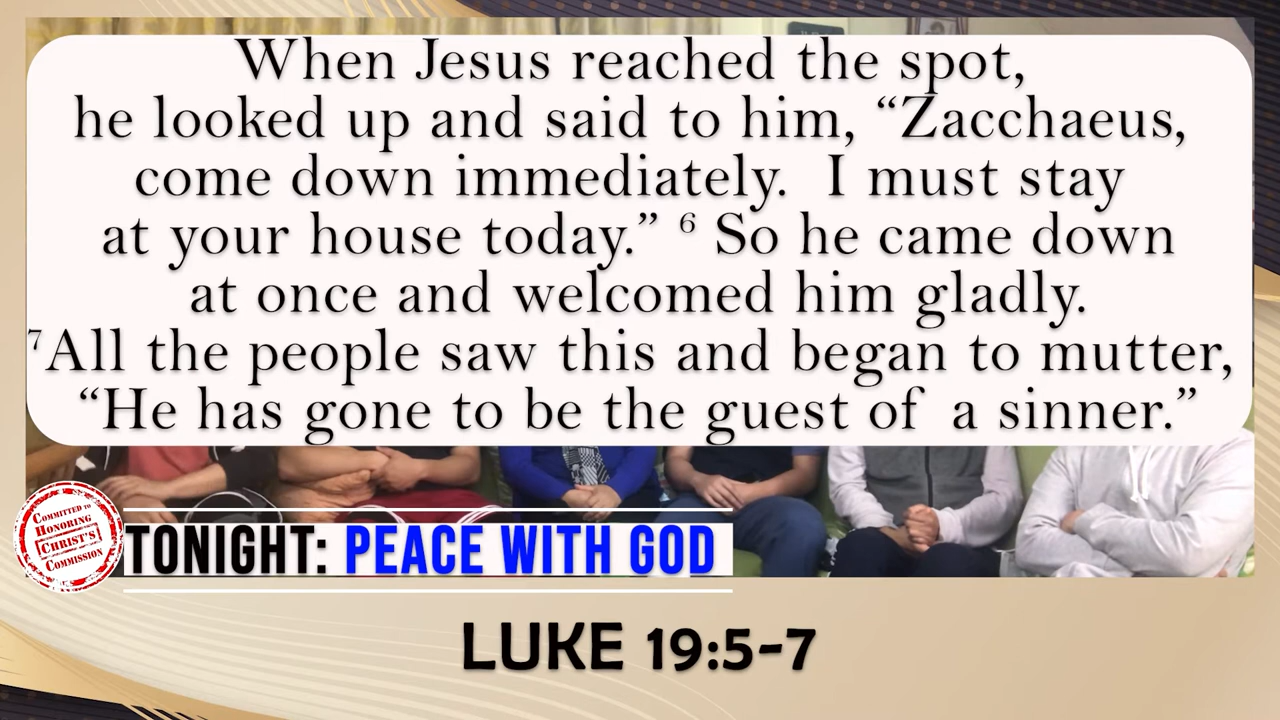 When Jesus reached the spot,
he looked up and said to him, “Zacchaeus,
come down immediately. I must stay
at your house today.” ⁶ So he came down
at once and welcomed him gladly.
⁷All the people saw this and began to mutter,
“He has gone to be the guest of a sinner.”
COMMITTED TO
HONORING
CHRIST'S
COMMISSION
TONIGHT: PEACE WITH GOD
LUKE 19:5-7